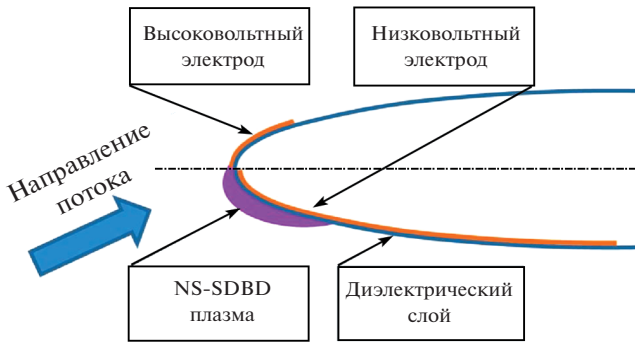 Высоковольтный
электрод
Низковольтный
электрод
Направление
потока
NS-SDBD
плазма
Диэлектрический
слой